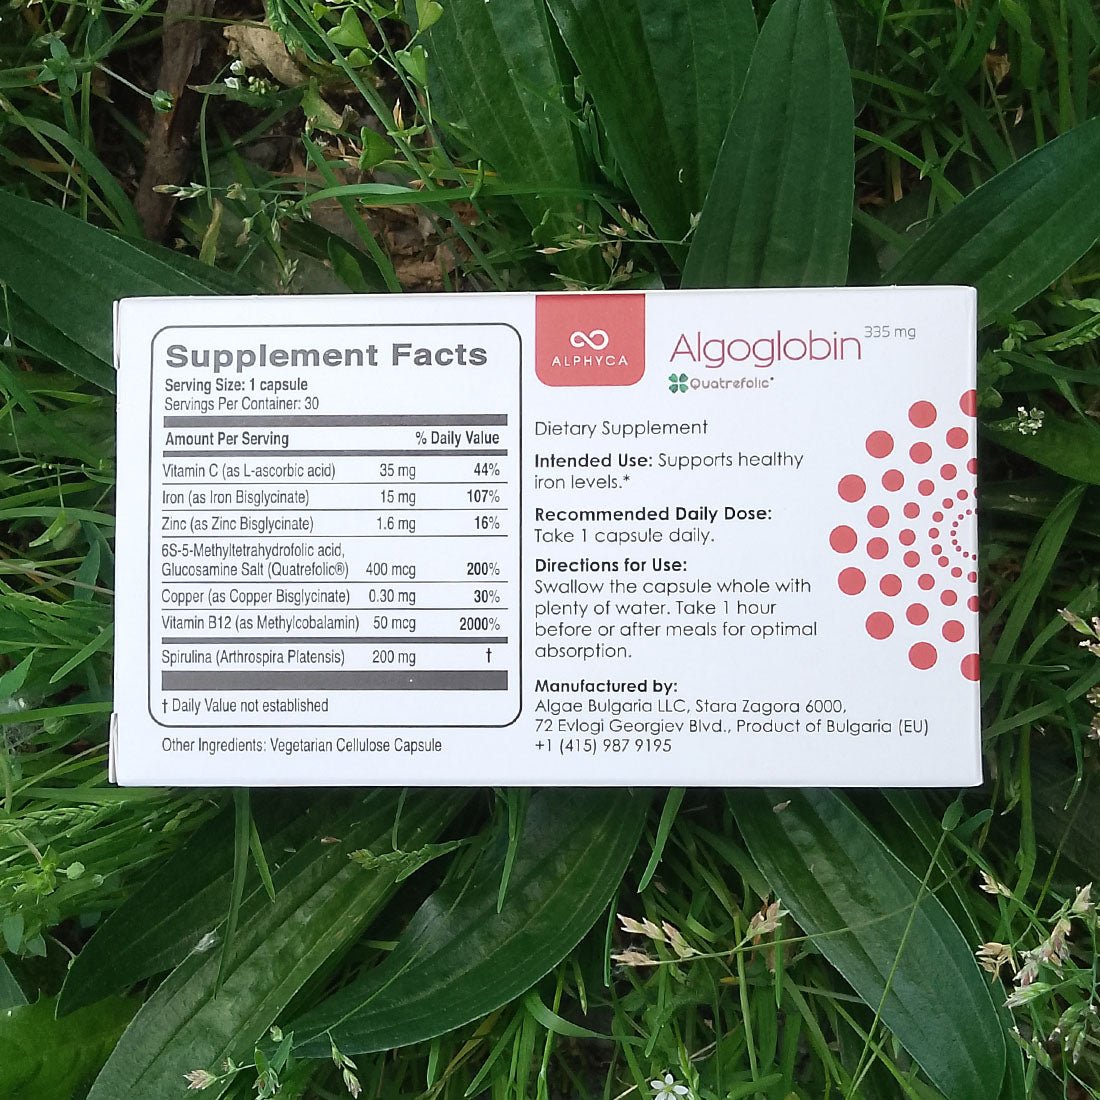 Supplement Facts
Serving Size: 1 capsule
Servings Per Container: 30
Amount Per Serving % Daily Value
Vitamin C (as L-ascorbic acid) 35 mg 44%
Iron (as Iron Bisglycinate) 15 mg 107%
Zinc (as Zinc Bisglycinate) 1.6 mg 16%
6S-5-Methyltetrahydrofolic acid,
Glucosamine Salt (Quatrefolic®) 400 mcg 200%
Copper (as Copper Bisglycinate) 0.30 mg 30%
Vitamin B12 (as Methylcobalamin) 50 mcg 2000%
Spirulina (Arthrospira Platensis) 200 mg †
† Daily Value not established
Other Ingredients: Vegetarian Cellulose Capsule
ALPHYCA
Algoglobin 335 mg
Quatrefolic®
Dietary Supplement
Intended Use: Supports healthy
iron levels.*
Recommended Daily Dose:
Take 1 capsule daily.
Directions for Use:
Swallow the capsule whole with
plenty of water. Take 1 hour
before or after meals for optimal
absorption.
Manufactured by:
Algae Bulgaria LLC, Stara Zagora 6000,
72 Evlogi Georgiev Blvd., Product of Bulgaria (EU)
+1 (415) 987 9195